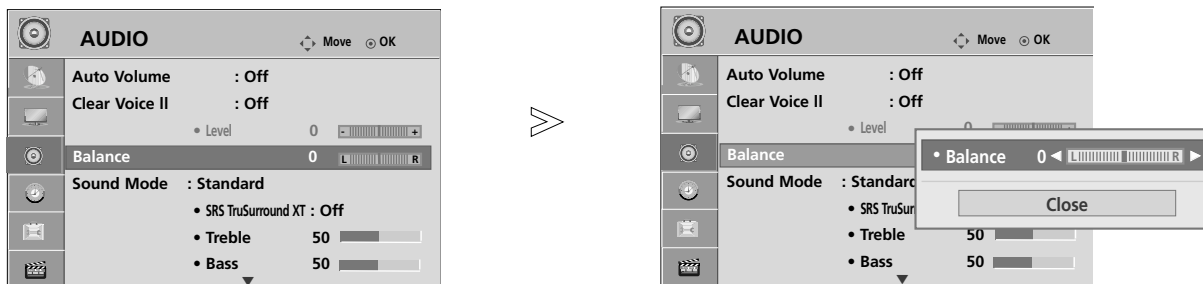 AUDIO
Move OK
Auto Volume : Off
Clear Voice ll : Off
• Level 0 - +
Balance 0 L R
Sound Mode : Standard
• SRS TruSurround XT : Off
• Treble 50
• Bass 50
AUDIO
Move OK
Auto Volume : Off
Clear Voice ll : Off
• Level 0
Balance
• Balance 0 L R
Sound Mode : Standard
• SRS TruSur
Close
• Treble 50
• Bass 50